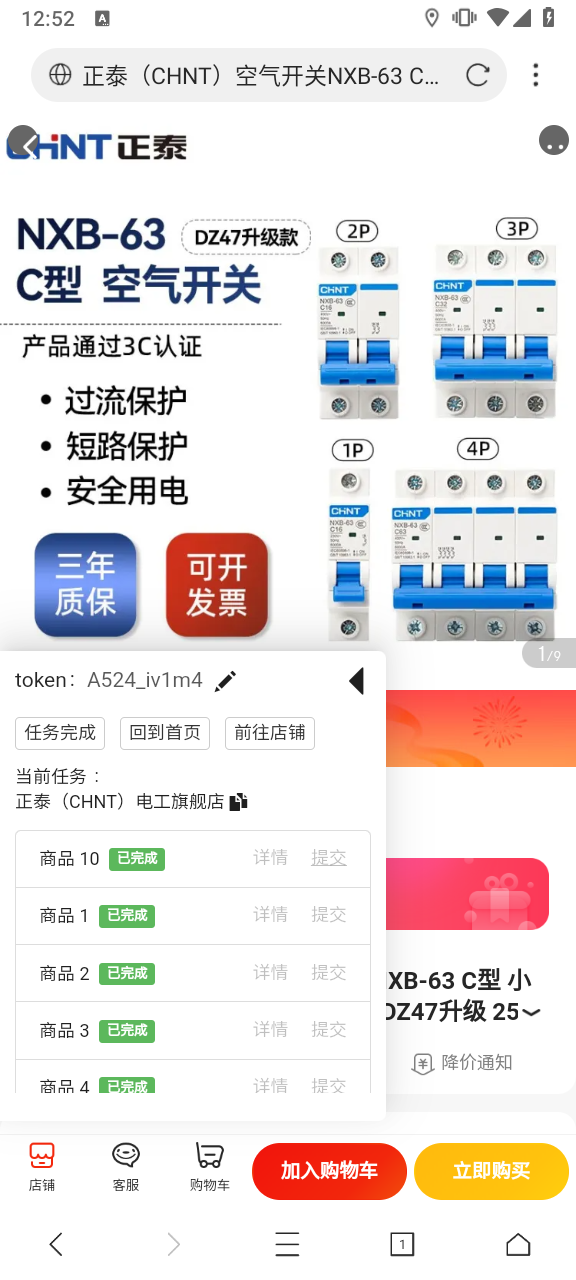 12:52
正泰（CHNT）空气开关NXB-63 C...
CHNT 正泰
NXB-63 DZ47升级款
C型 空气开关
产品通过3C认证
• 过流保护
• 短路保护
• 安全用电
三年
质保
可开
发票
2P
3P
CHNT
NXB-63
C16
CHNT
NXB-63
C32
1P
4P
CHNT
NXB-63
C16
CHNT
NXB-63
C63
1/9
token： A524_iv1m4
任务完成 回到首页 前往店铺
当前任务：
正泰（CHNT）电工旗舰店
商品 10 已完成 详情 提交
商品 1 已完成 详情 提交
商品 2 已完成 详情 提交
商品 3 已完成 详情 提交
商品 4 已完成 详情 提交
XB-63 C型 小
DZ47升级 25
降价通知
店铺 客服 购物车 加入购物车 立即购买
1